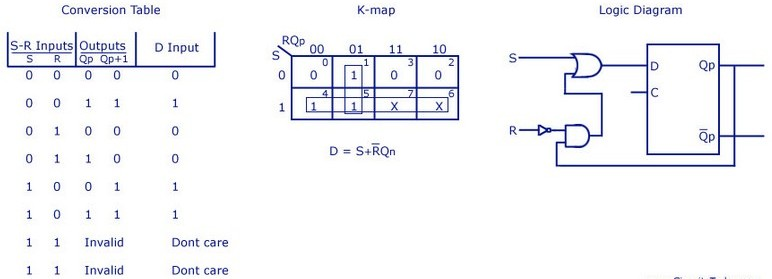 Conversion Table
S-R Inputs Outputs D Input
S R Qp Qp+1
0 0 0 0 0
0 0 1 1 1
0 1 0 0 0
0 1 1 0 0
1 0 0 1 1
1 0 1 1 1
1 1 Invalid Dont care
1 1 Invalid Dont care
K-map
RQp
S 00 01 11 10
0 0 0 1 1 0 3 0 2
1 1 4 1 5 X 7 X 6
D = S+R̅Qn
Logic Diagram
S D Qp
C
R Q̅p